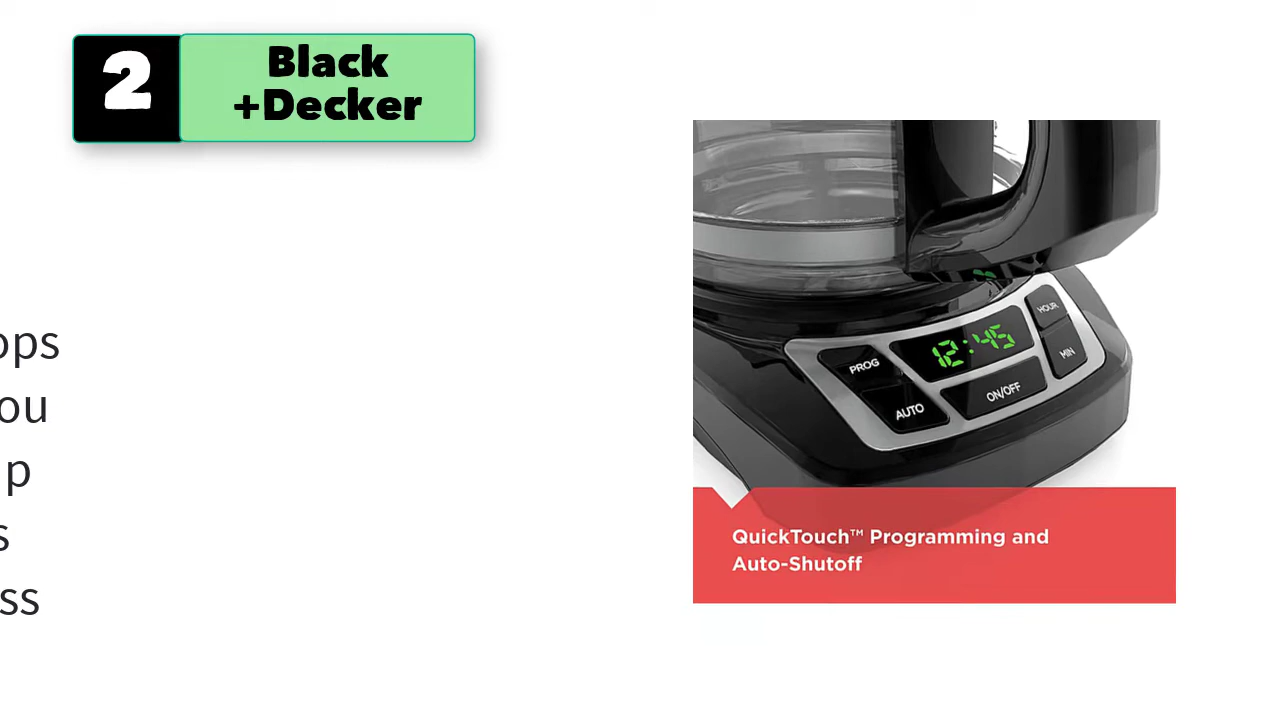 2
Black
+Decker
ops
ou
p
s
ss
PROG
12:45
HOUR
MIN
AUTO
ON/OFF
QuickTouch™ Programming and
Auto-Shutoff